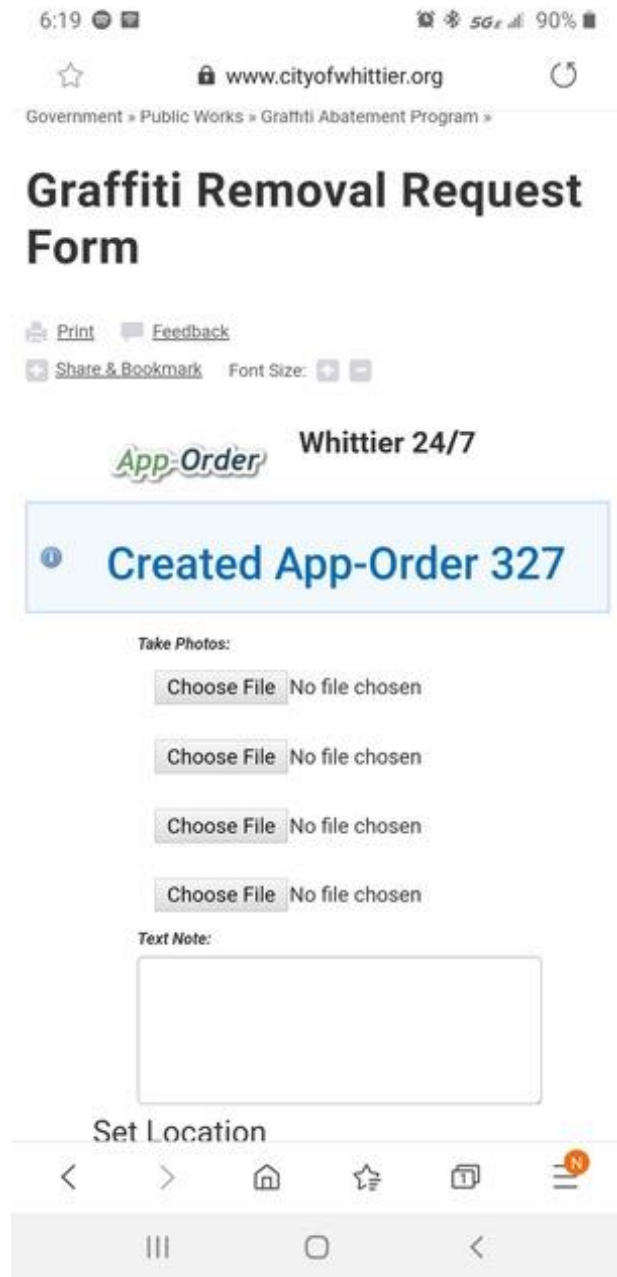 6:19 5GE 90%
www.cityofwhittier.org
Government » Public Works » Graffiti Abatement Program »
Graffiti Removal Request
Form
Print Feedback
Share & Bookmark Font Size: + -
App-Order Whittier 24/7
i Created App-Order 327
Take Photos:
Choose File No file chosen
Choose File No file chosen
Choose File No file chosen
Choose File No file chosen
Text Note:
Set Location
1 N